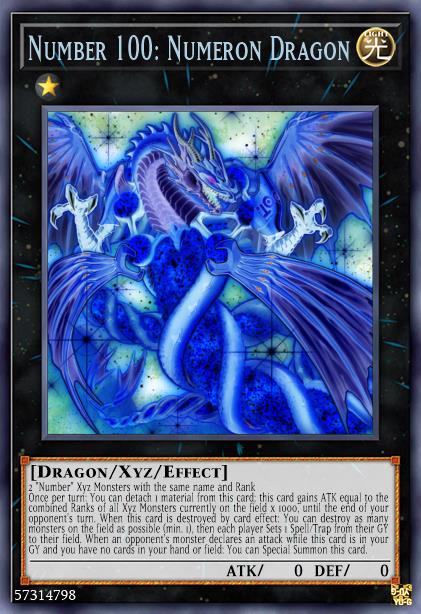 NUMBER 100: NUMERON DRAGON
LIGHT
光
[DRAGON/XYZ/EFFECT]
2 "Number" Xyz Monsters with the same name and Rank
Once per turn: You can detach 1 material from this card; this card gains ATK equal to the
combined Ranks of all Xyz Monsters currently on the field x 1000, until the end of your
opponent's turn. When this card is destroyed by card effect: You can destroy as many
monsters on the field as possible (min. 1), then each player Sets 1 Spell/Trap from their GY
to their field. When an opponent's monster declares an attack while this card is in your
GY and you have no cards in your hand or field: You can Special Summon this card.
ATK/ 0 DEF/ 0
57314798